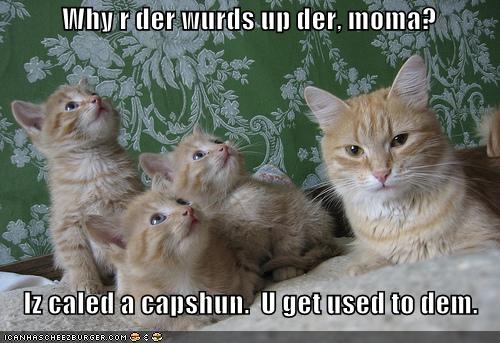 Why r der wurds up der, moma?
Iz caled a capshun.  U get used to dem.
ICANHASCHEEZBURGER.COM &